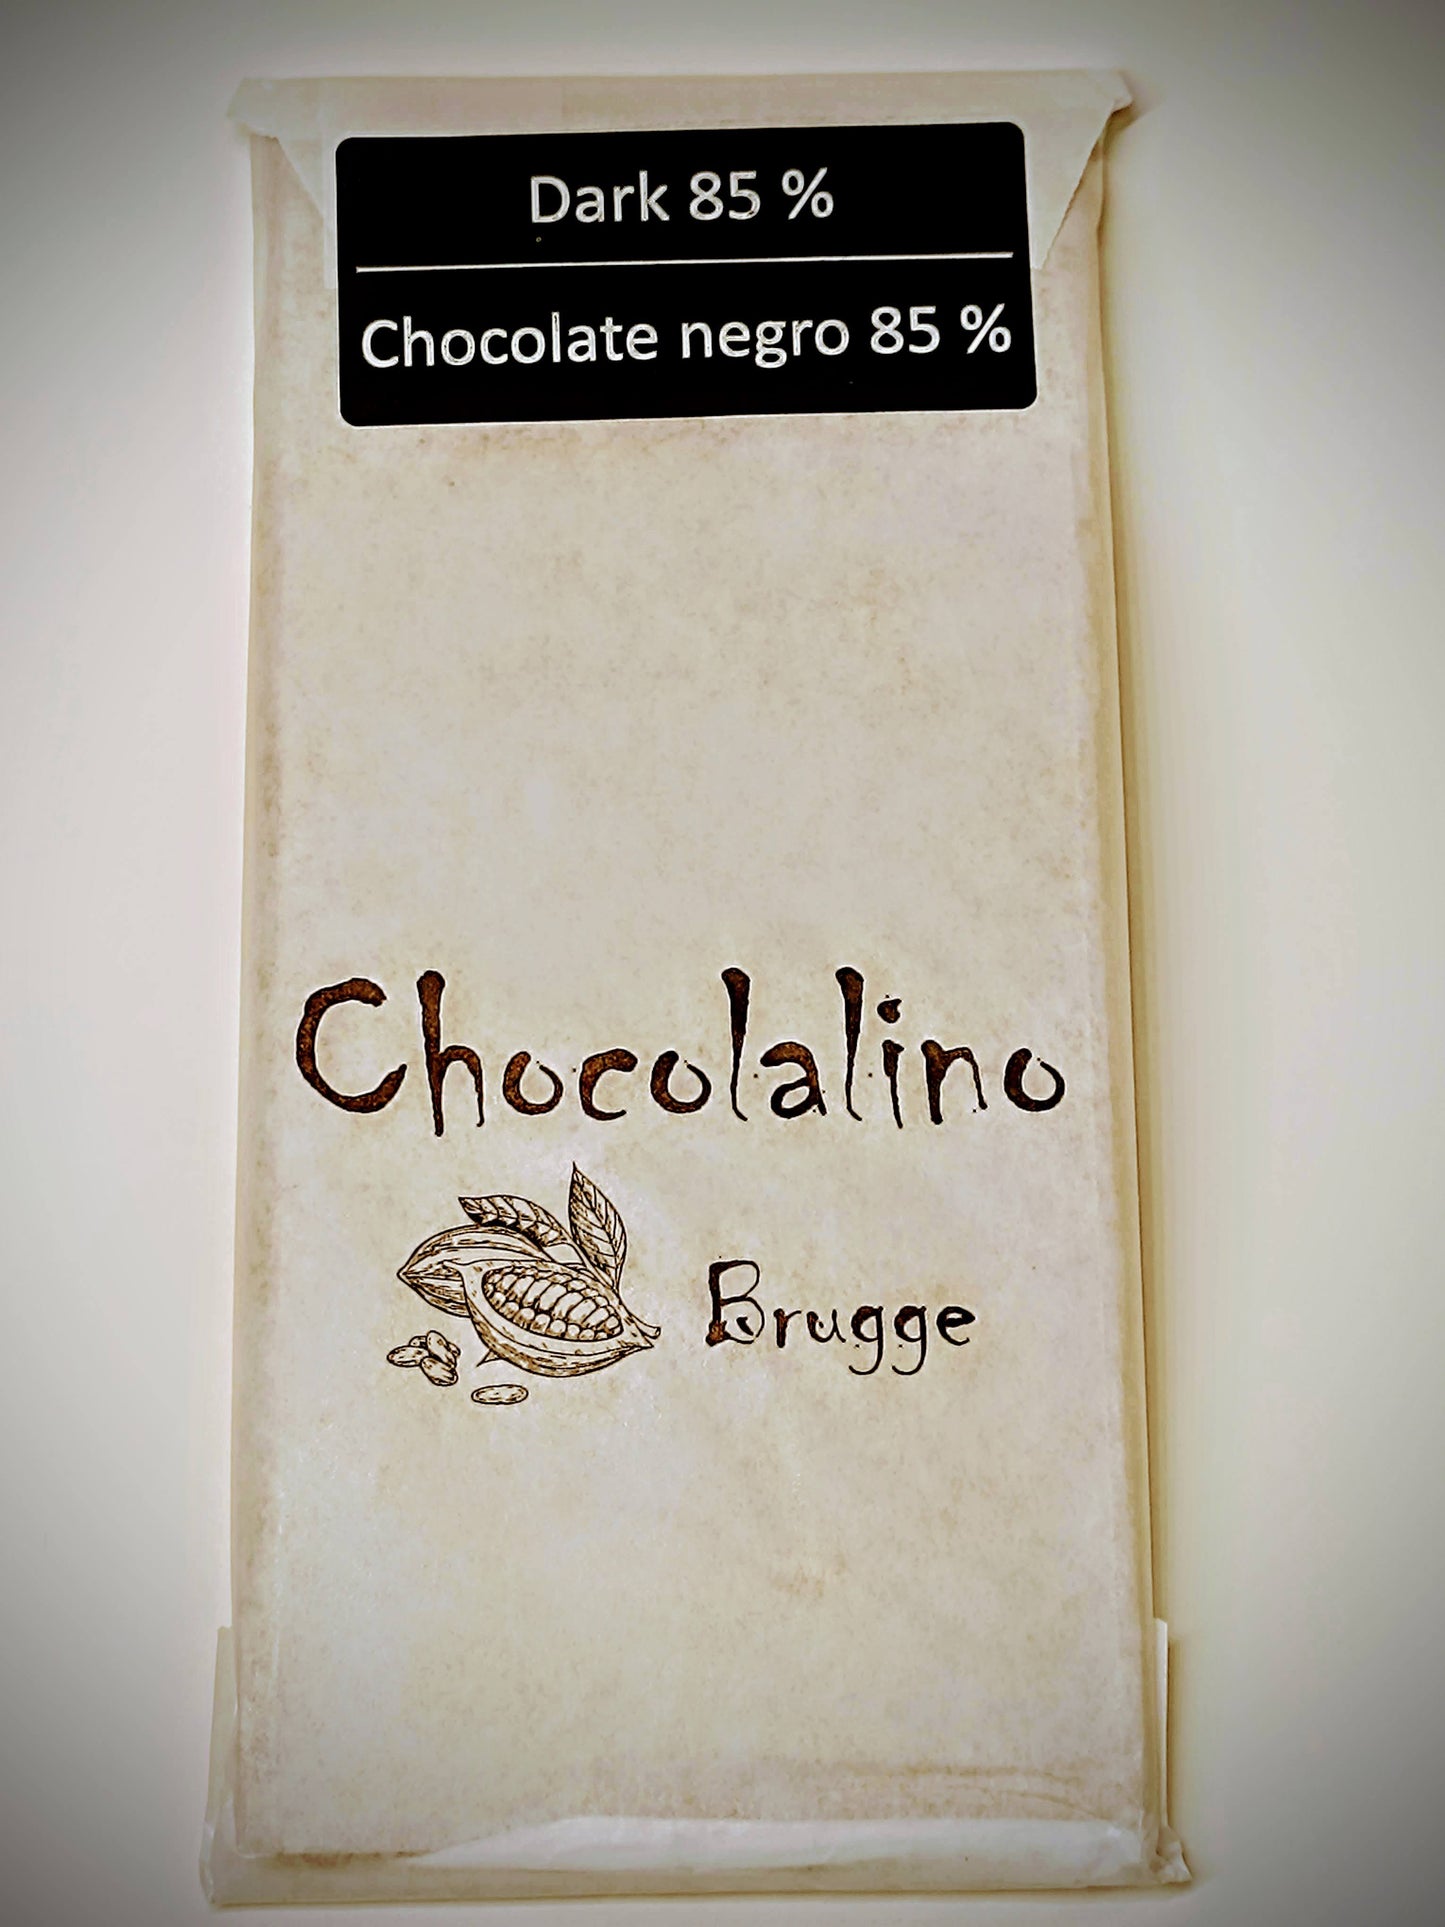 Dark 85 %
Chocolate negro 85 %
Chocolalino
Brugge